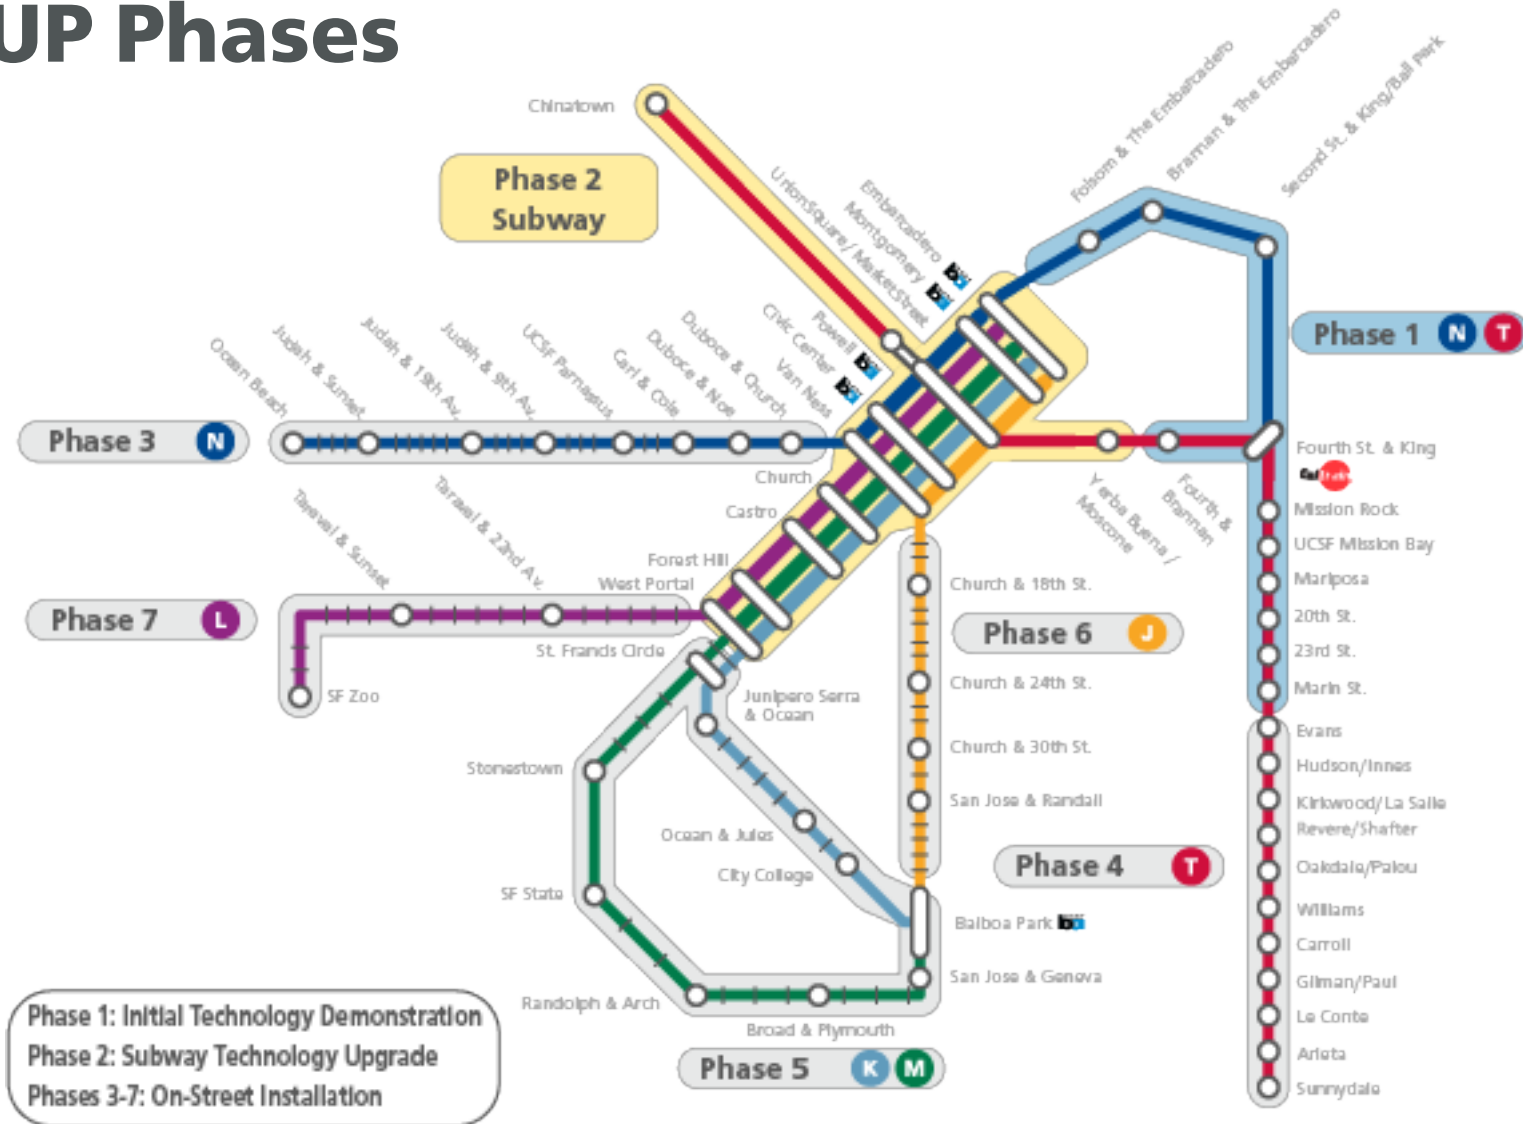 UP Phases
Chinatown
Phase 2
Subway
Folsom & The Embarcadero
Brannan & The Embarcadero
Second St. & King/Ball Park
Union Square/Market Street
Montgomery
Embarcadero
Phase 1 N T
Powell
Civic Center
Van Ness
Ocean Beach
Judah & Sunset
Judah & 19th Av.
Judah & 9th Av.
UCSF Parnassus
Carl & Cole
Duboce & Noe
Duboce & Church
Phase 3 N
Church
Castro
Forest Hill
West Portal
Taraval & Sunset
Taraval & 22nd Av.
Yerba Buena /
Moscone
Fourth &
Brannan
Fourth St. & King
Mission Rock
UCSF Mission Bay
Mariposa
20th St.
23rd St.
Marin St.
Church & 18th St.
Phase 7 L
Phase 6 J
St. Francis Circle
SF Zoo
Junipero Serra
& Ocean
Church & 24th St.
Church & 30th St.
San Jose & Randall
Stonestown
Ocean & Jules
City College
SF State
Phase 4 T
Evans
Hudson/Innes
Kirkwood/La Salle
Revere/Shafter
Oakdale/Palou
Williams
Carroll
Gilman/Paul
Le Conte
Arleta
Sunnydale
Balboa Park
San Jose & Geneva
Randolph & Arch
Broad & Plymouth
Phase 5 K M
Phase 1: Initial Technology Demonstration
Phase 2: Subway Technology Upgrade
Phases 3-7: On-Street Installation